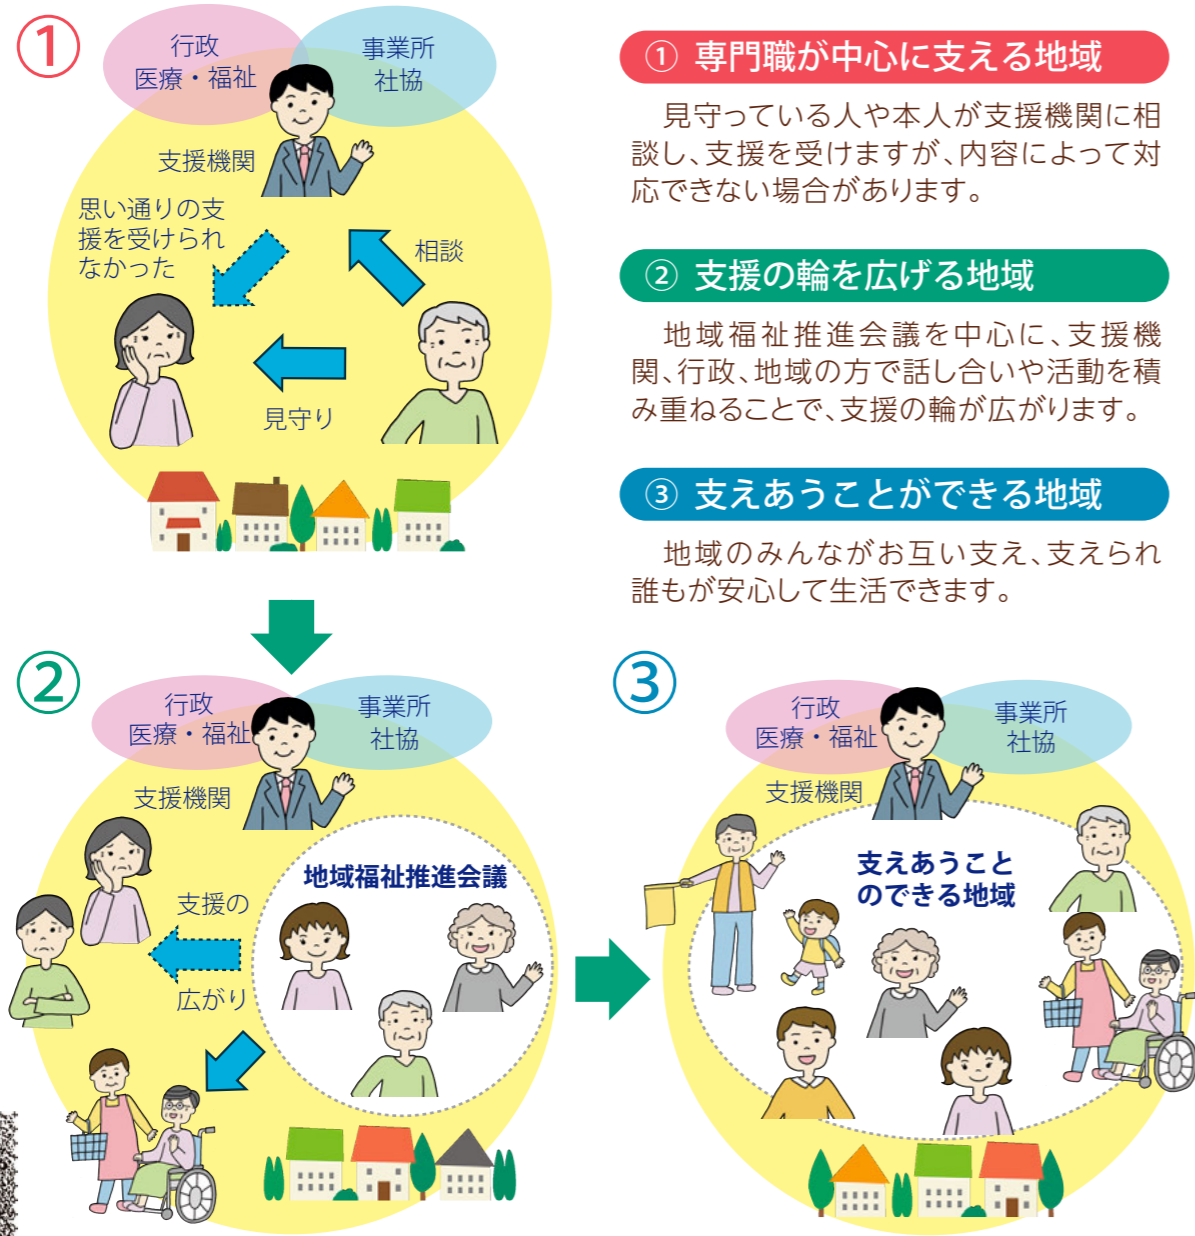 ①
行政
医療・福祉
事業所
社協
支援機関
思い通りの支
援を受けられ
なかった
相談
見守り
① 専門職が中心に支える地域
見守っている人や本人が支援機関に相
談し、支援を受けますが、内容によって対
応できない場合があります。
② 支援の輪を広げる地域
地域福祉推進会議を中心に、支援機
関、行政、地域の方で話し合いや活動を積
み重ねることで、支援の輪が広がります。
③ 支えあうことができる地域
地域のみんながお互い支え、支えられ
誰もが安心して生活できます。
②
行政
医療・福祉
事業所
社協
支援機関
地域福祉推進会議
支援の
広がり
③
行政
医療・福祉
事業所
社協
支援機関
支えあうこと
のできる地域